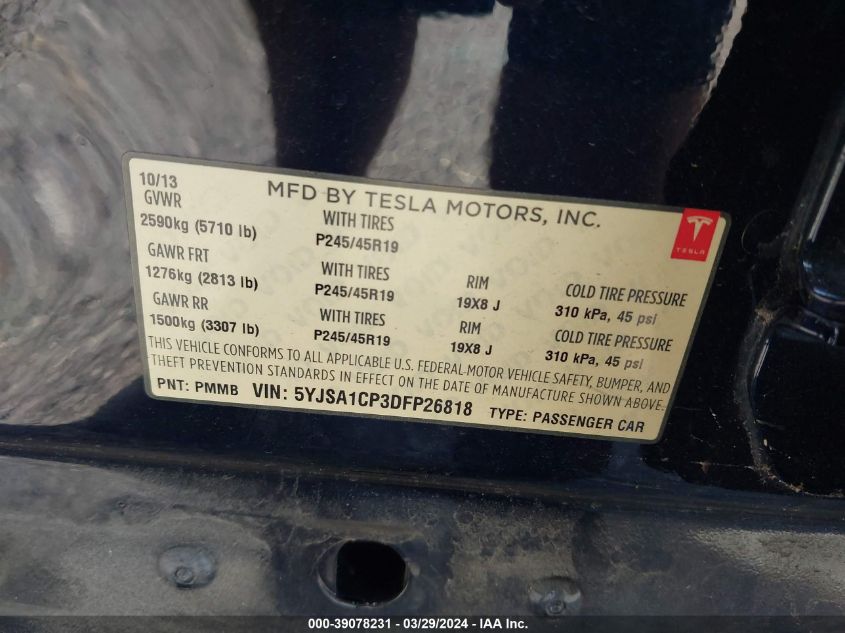 10/13
MFD BY TESLA MOTORS, INC.
GVWR
2590kg (5710 lb)
WITH TIRES
P245/45R19
TESLA
GAWR FRT
1276kg (2813 lb)
WITH TIRES
P245/45R19
RIM
19X8 J
COLD TIRE PRESSURE
310 kPa, 45 psi
GAWR RR
1500kg (3307 lb)
WITH TIRES
P245/45R19
RIM
19X8 J
COLD TIRE PRESSURE
310 kPa, 45 psi
THIS VEHICLE CONFORMS TO ALL APPLICABLE U.S. FEDERAL-MOTOR VEHICLE SAFETY, BUMPER, AND
THEFT PREVENTION STANDARDS IN EFFECT ON THE DATE OF MANUFACTURE SHOWN ABOVE.
PNT: PMMB VIN: 5YJSA1CP3DFP26818 TYPE: PASSENGER CAR
000-39078231 - 03/29/2024 - IAA Inc.